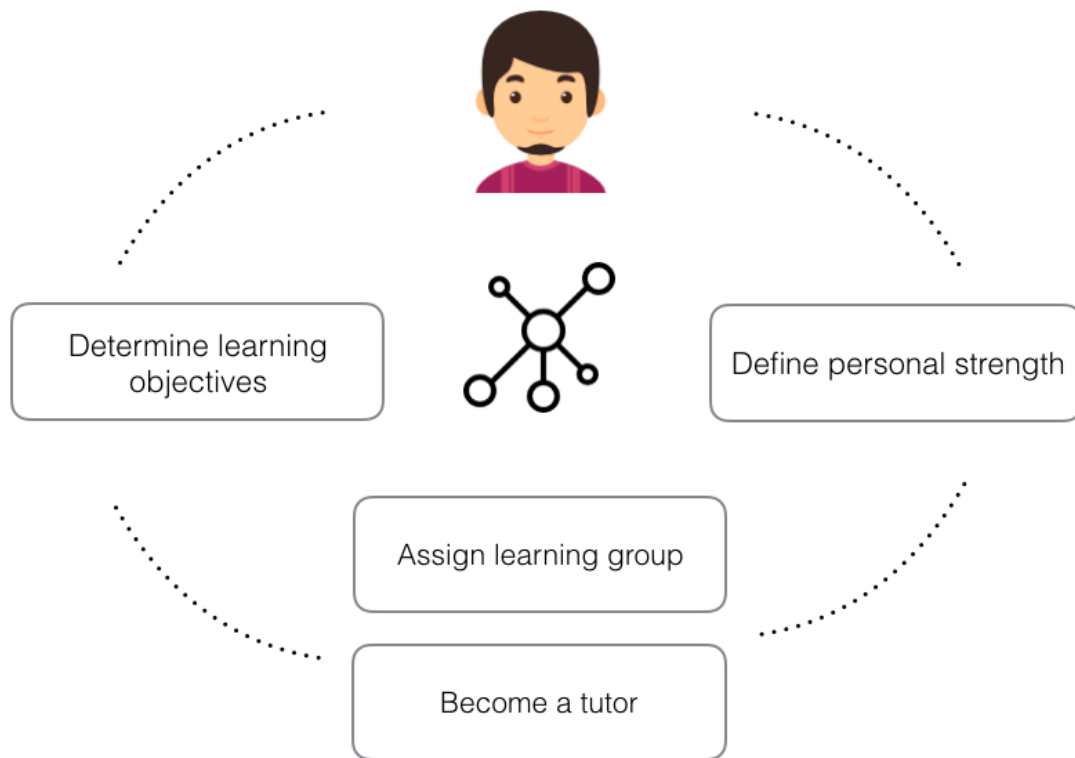 Determine learning
objectives
Define personal strength
Assign learning group
Become a tutor